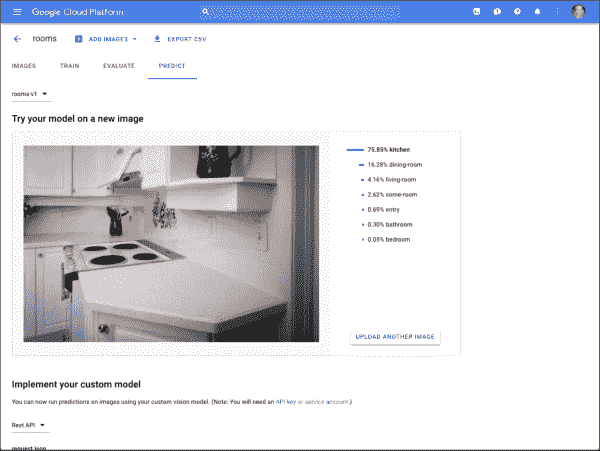 Google Cloud Platform
rooms
ADD IMAGES
EXPORT CSV
IMAGES
TRAIN
EVALUATE
PREDICT
rooms-v1
Try your model on a new image
75.85% kitchen
16.28% dining-room
4.16% living-room
2.62% some-room
0.69% entry
0.30% bathroom
0.05% bedroom
UPLOAD ANOTHER IMAGE
Implement your custom model
You can now run predictions on images using your custom vision model. (Note: You will need an API key or service account.)
Rest API
request.json